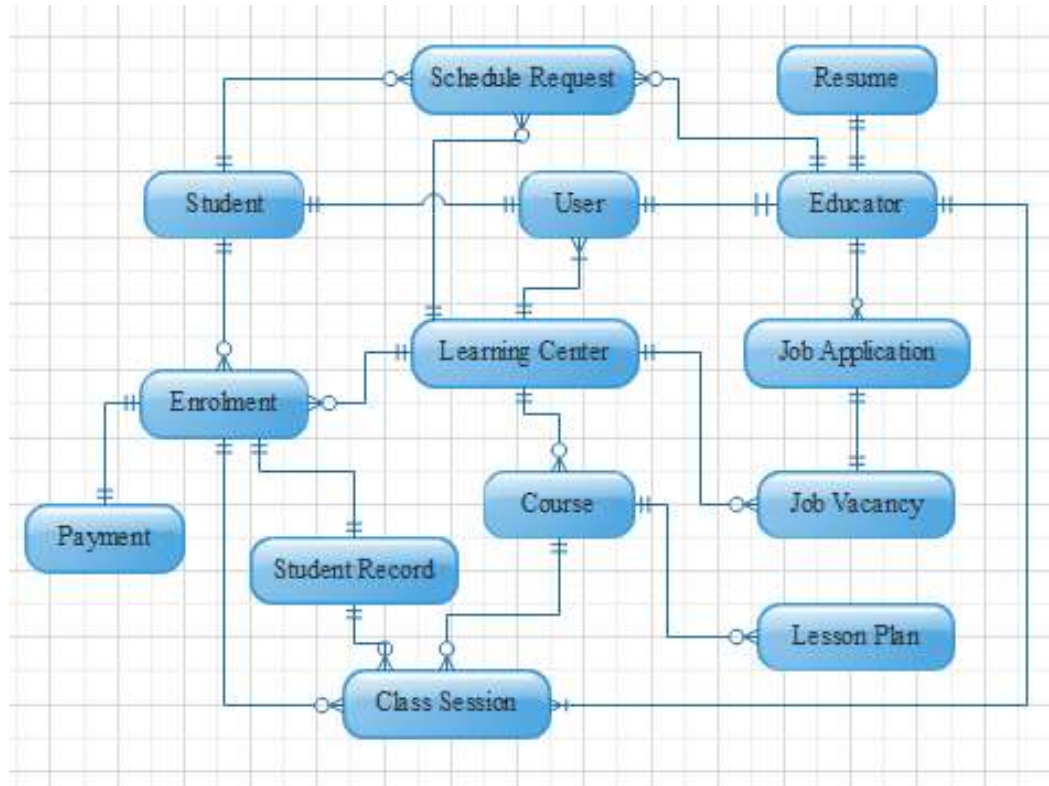 Schedule Request
Resume
Student
User
Educator
Learning Center
Job Application
Enrolment
Course
Job Vacancy
Payment
Student Record
Lesson Plan
Class Session